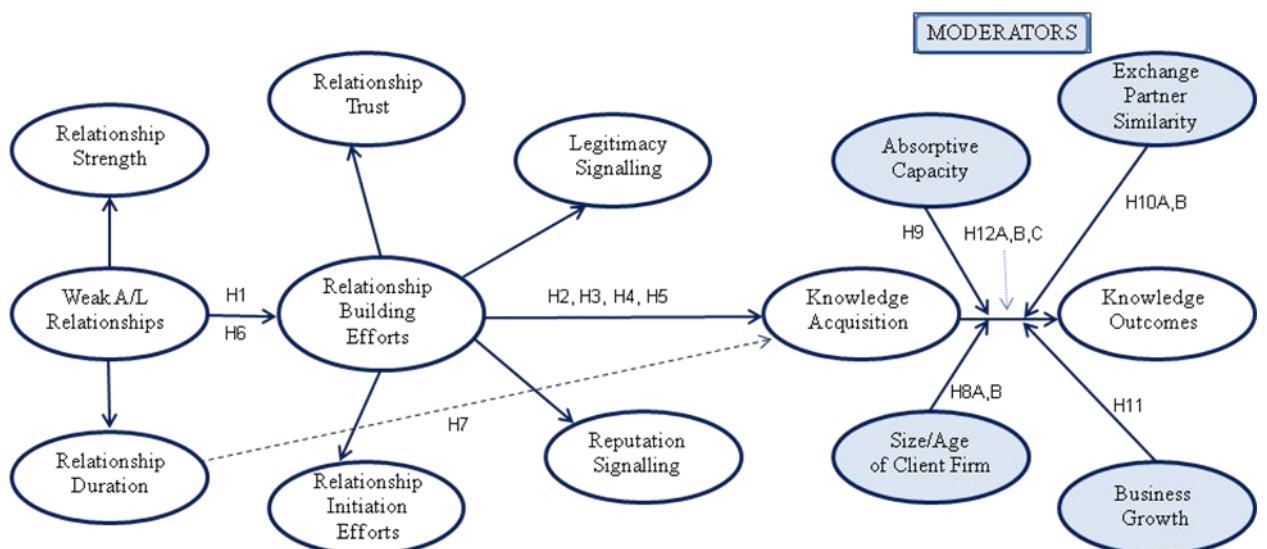 MODERATORS
Relationship
Trust
Exchange
Partner
Similarity
Relationship
Strength
Legitimacy
Signalling
Absorptive
Capacity
H10A,B
H9
H12A,B,C
Weak A/L
Relationships
H1
H6
Relationship
Building
Efforts
H2, H3, H4, H5
Knowledge
Acquisition
Knowledge
Outcomes
H8A,B
H11
H7
Relationship
Duration
Reputation
Signalling
Size/Age
of Client Firm
Relationship
Initiation
Efforts
Business
Growth